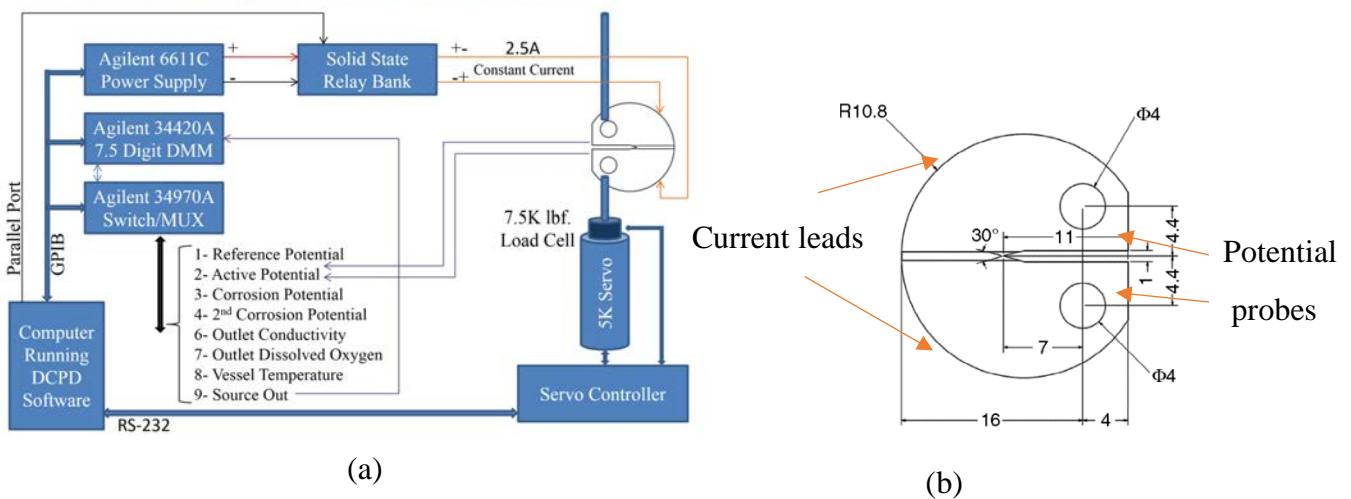 Agilent 6611C
Power Supply
+
-
Solid State
Relay Bank
+-
2.5A
Constant Current
-+
Agilent 34420A
7.5 Digit DMM
Agilent 34970A
Switch/MUX
Parallel Port
GPIB
1- Reference Potential
2- Active Potential
3- Corrosion Potential
4- 2nd Corrosion Potential
6- Outlet Conductivity
7- Outlet Dissolved Oxygen
8- Vessel Temperature
9- Source Out
7.5K lbf.
Load Cell
5K Servo
Computer
Running
DCPD
Software
Servo Controller
RS-232
(a)
R10.8
Φ4
Current leads
30°
11
4.4
4.4
1
Potential
probes
7
Φ4
16
4
(b)